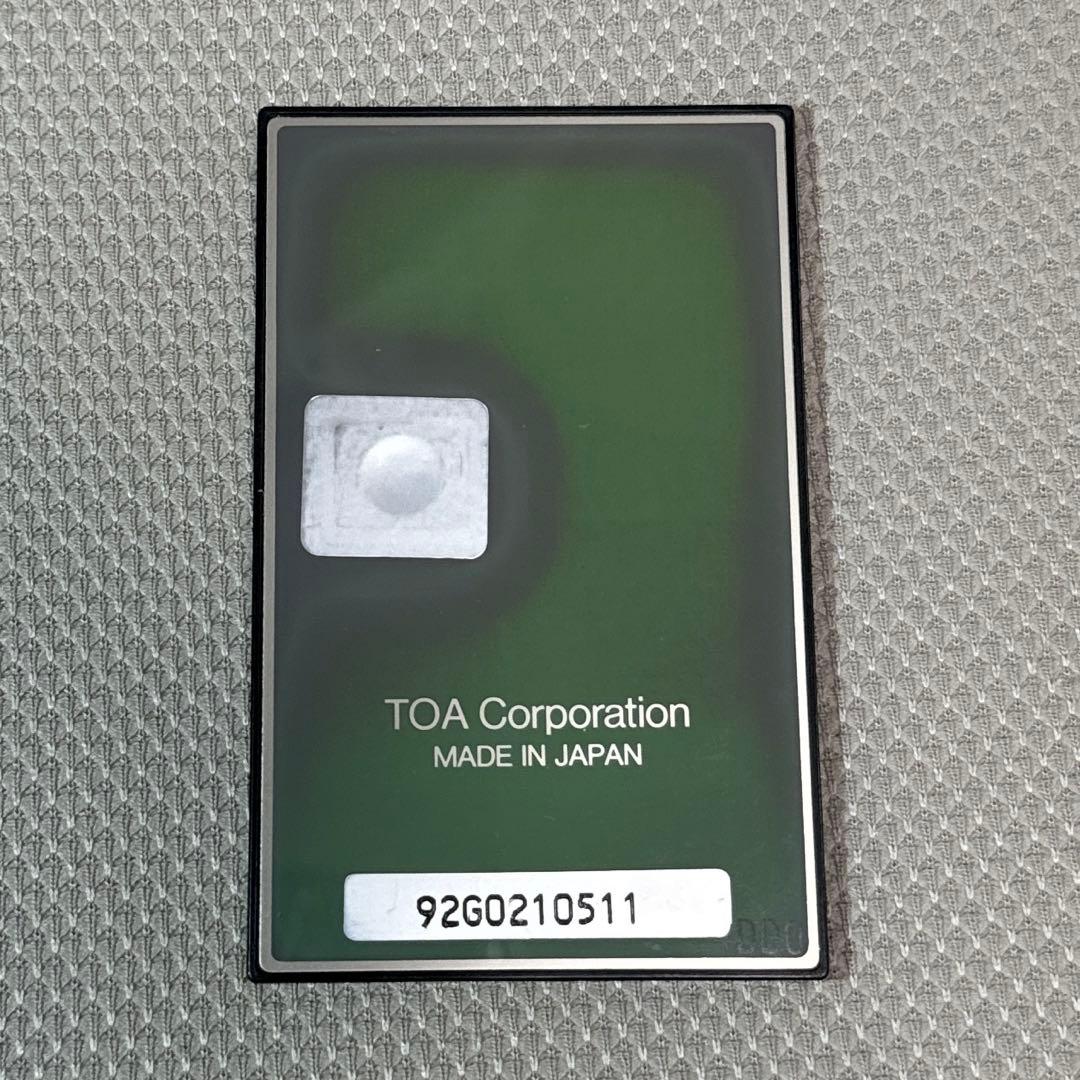 TOA Corporation
MADE IN JAPAN
92G0210511